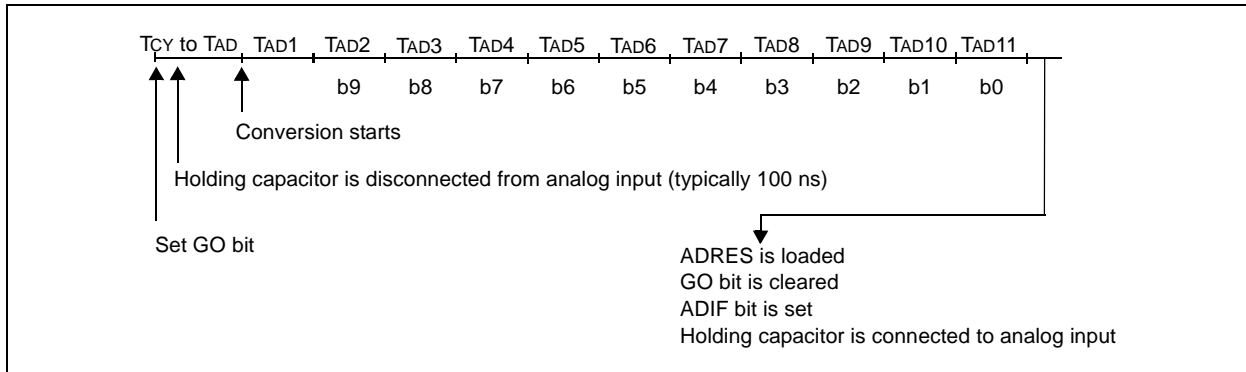 TCY to TAD TAD1 TAD2 TAD3 TAD4 TAD5 TAD6 TAD7 TAD8 TAD9 TAD10 TAD11
b9 b8 b7 b6 b5 b4 b3 b2 b1 b0
Conversion starts
Holding capacitor is disconnected from analog input (typically 100 ns)
Set GO bit
ADRES is loaded
GO bit is cleared
ADIF bit is set
Holding capacitor is connected to analog input